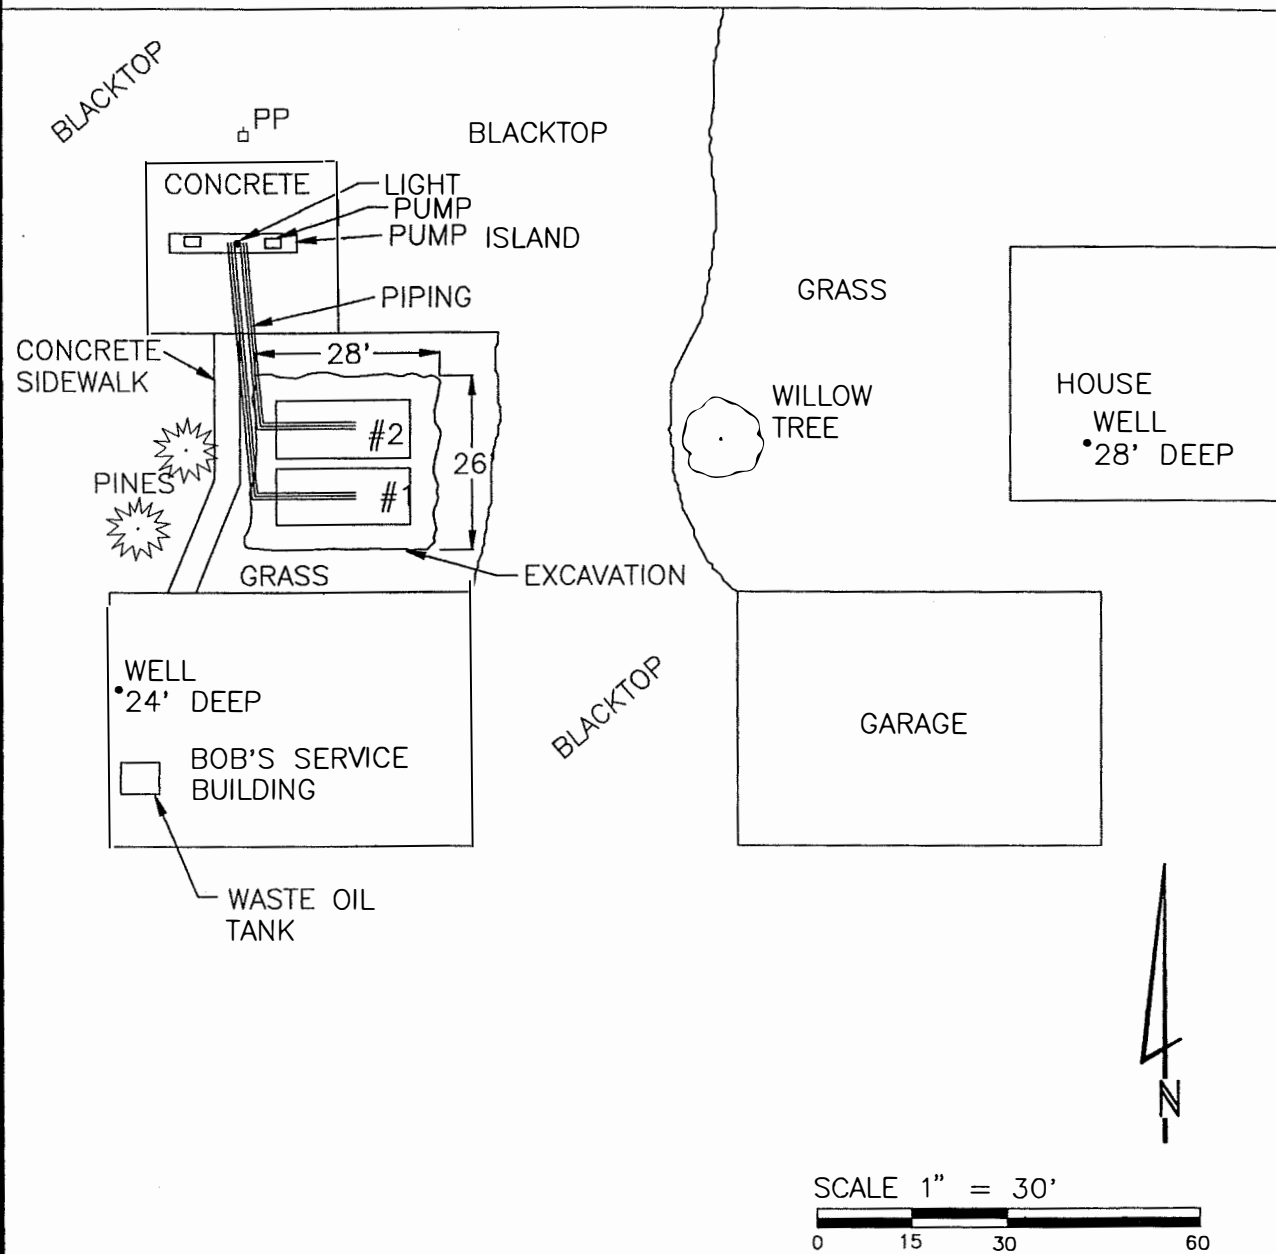 BLACKTOP
PP
BLACKTOP
CONCRETE
LIGHT
PUMP
PUMP ISLAND
GRASS
PIPING
CONCRETE
SIDEWALK
28'
HOUSE
WELL
28' DEEP
WILLOW
TREE
#2
26
PINES
#1
GRASS
EXCAVATION
WELL
24' DEEP
BLACKTOP
GARAGE
BOB'S SERVICE
BUILDING
WASTE OIL
TANK
N
SCALE 1" = 30'
0 15 30 60